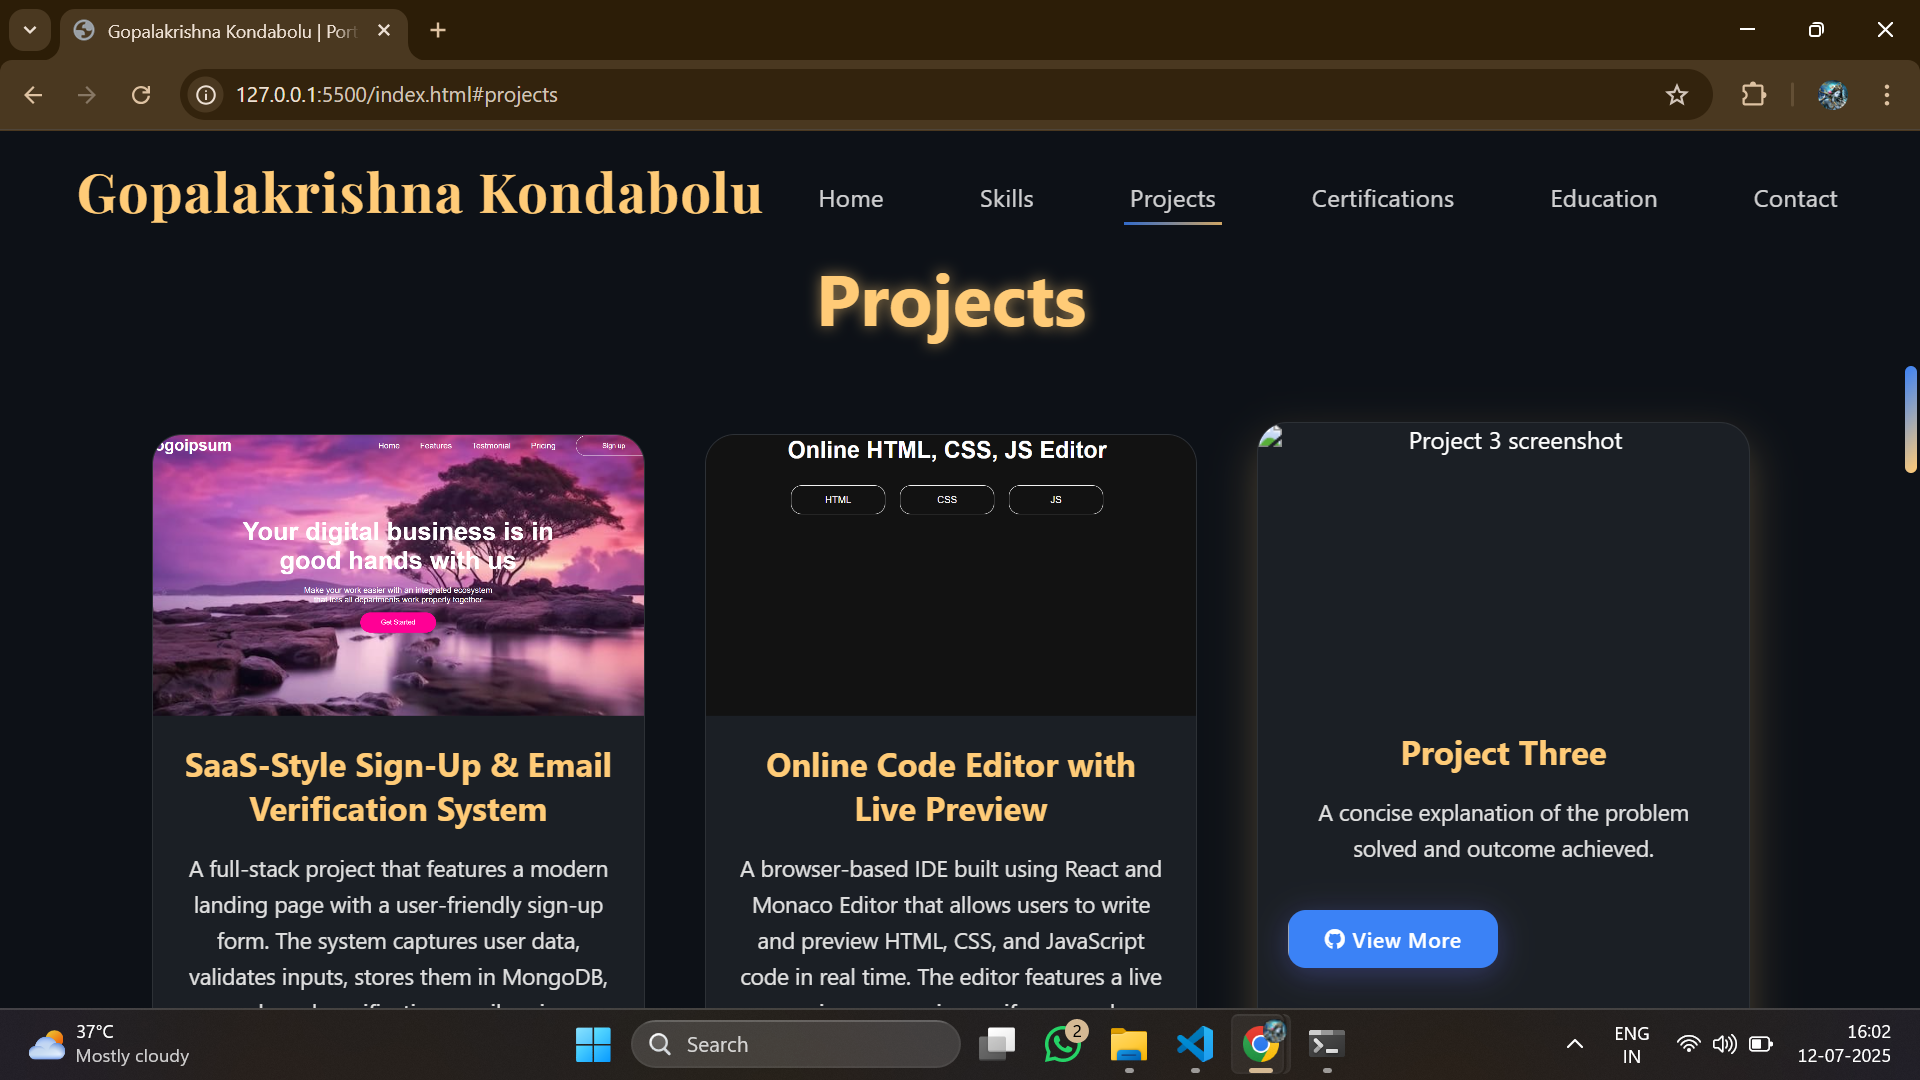 Gopalakrishna Kondabolu | Port
127.0.0.1:5500/index.html#projects
Gopalakrishna Kondabolu
Home
Skills
Projects
Certifications
Education
Contact
Projects
ogoipsum
Home
Features
Testmonial
Pricing
Sign up
Your digital business is in
good hands with us
Make your work easier with an integrated ecosystem
that lets all departments work properly together
Get Started
SaaS-Style Sign-Up & Email
Verification System
A full-stack project that features a modern
landing page with a user-friendly sign-up
form. The system captures user data,
validates inputs, stores them in MongoDB,
Online HTML, CSS, JS Editor
HTML
CSS
JS
Online Code Editor with
Live Preview
A browser-based IDE built using React and
Monaco Editor that allows users to write
and preview HTML, CSS, and JavaScript
code in real time. The editor features a live
Project 3 screenshot
Project Three
A concise explanation of the problem
solved and outcome achieved.
View More
37°C
Mostly cloudy
Search
2
ENG
IN
16:02
12-07-2025